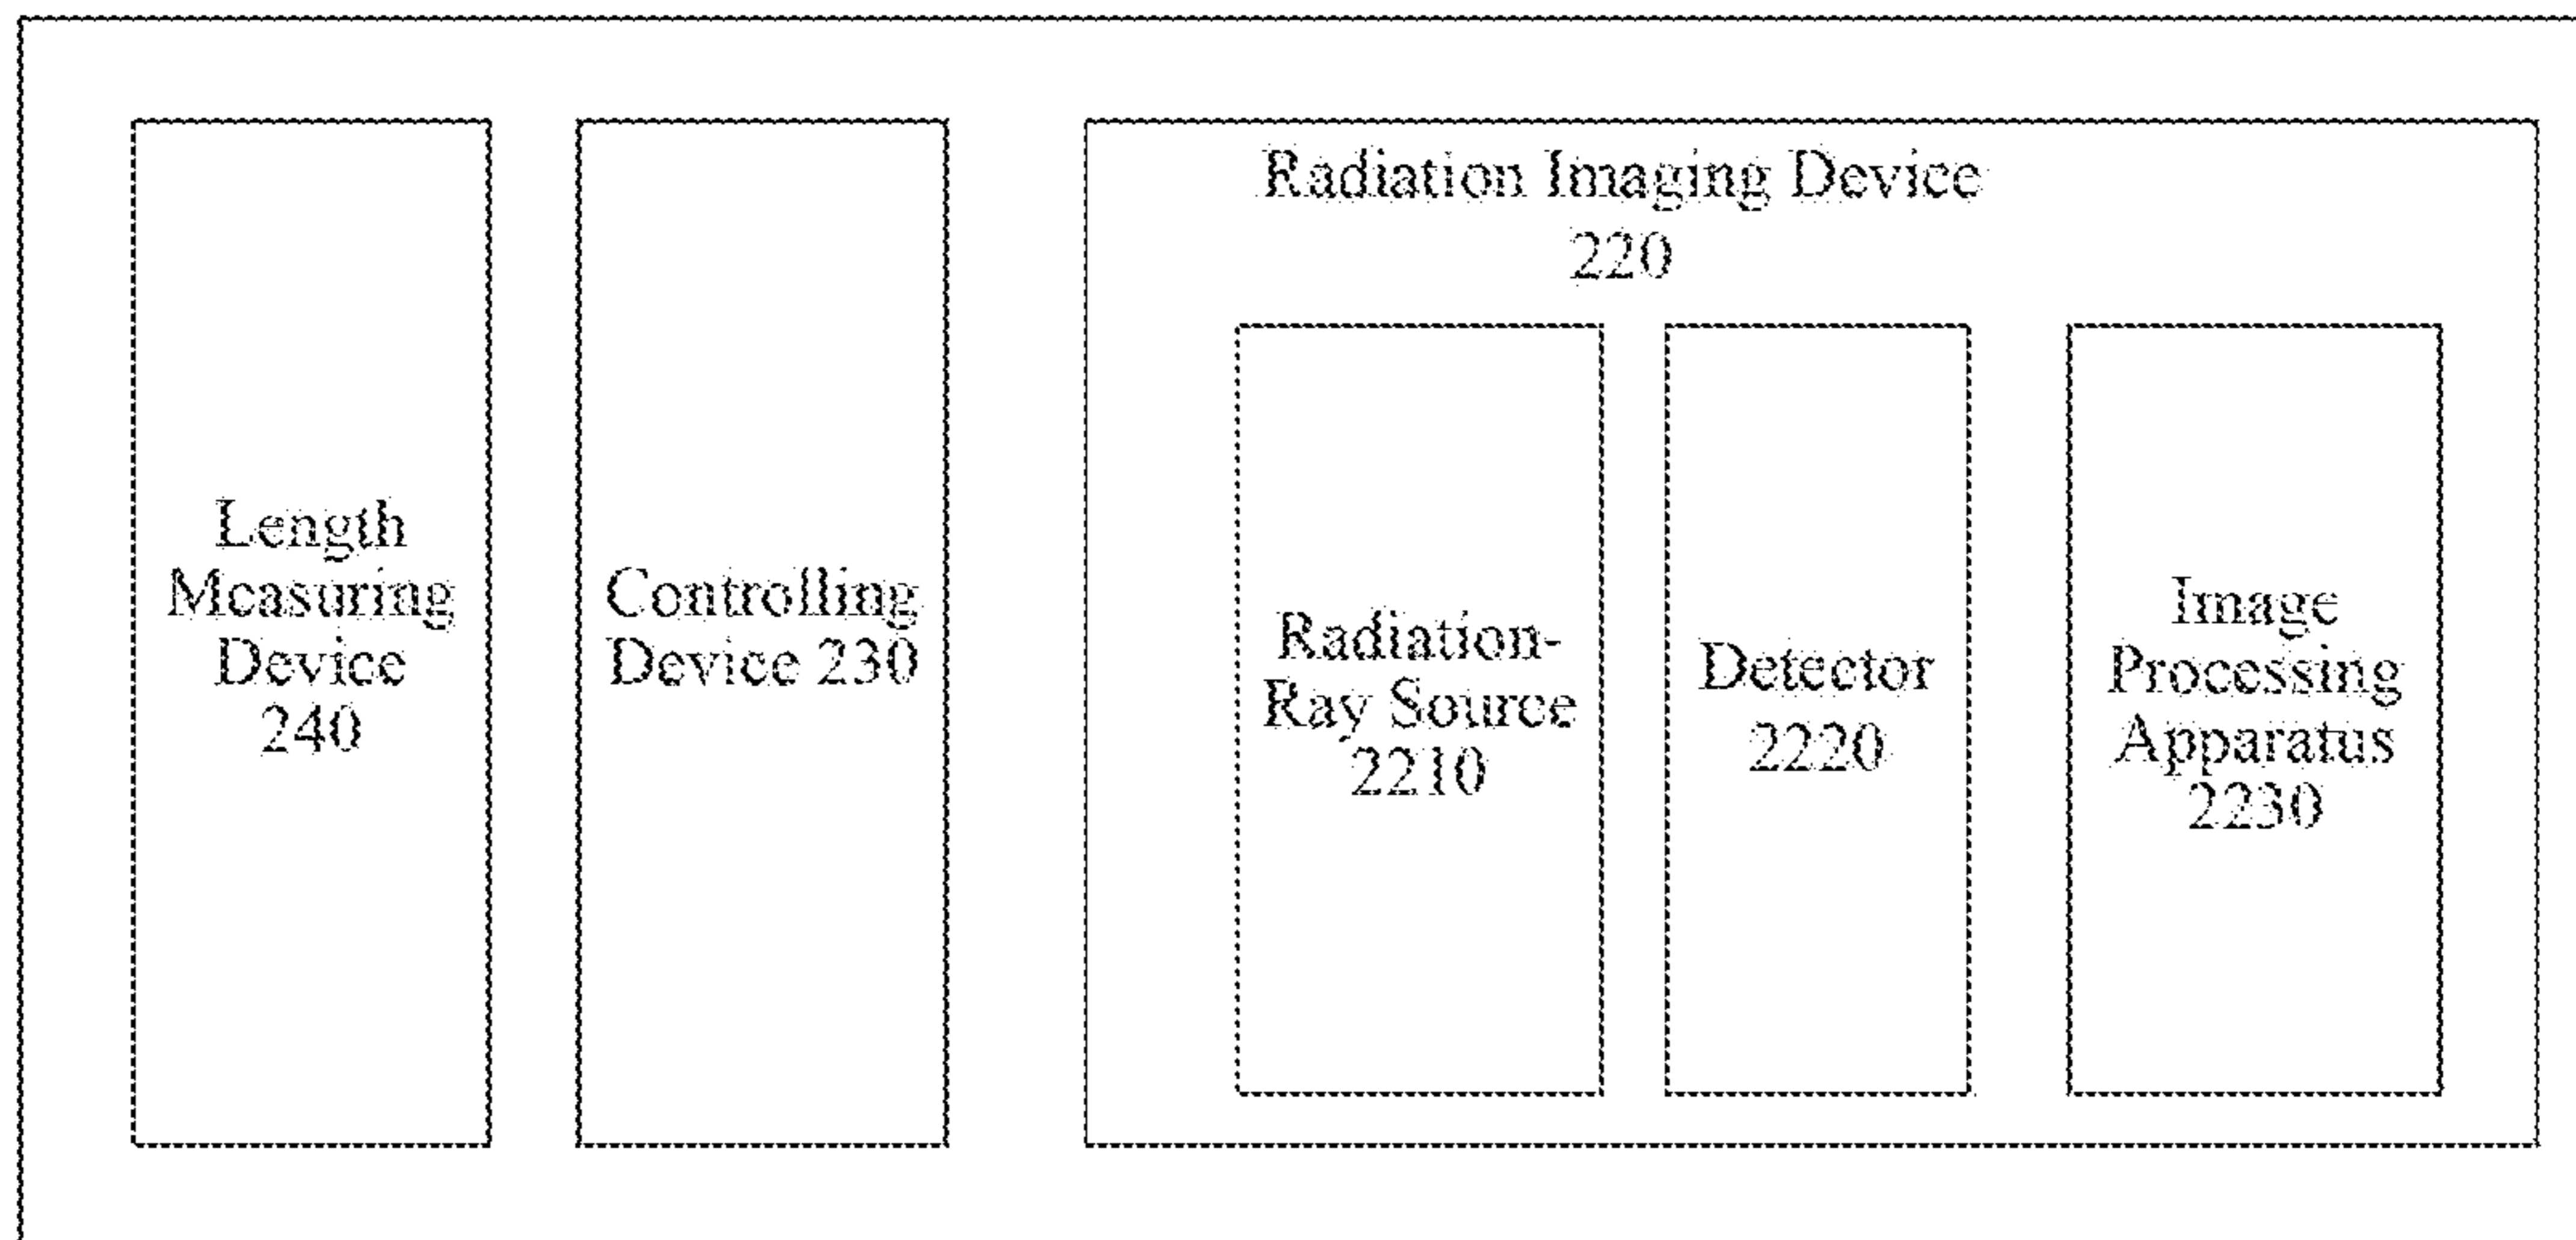 Length
Measuring
Device
240
Controlling
Device 230
Radiation Imaging Device
220
Radiation-
Ray Source
2210
Detector
2220
Image
Processing
Apparatus
2230